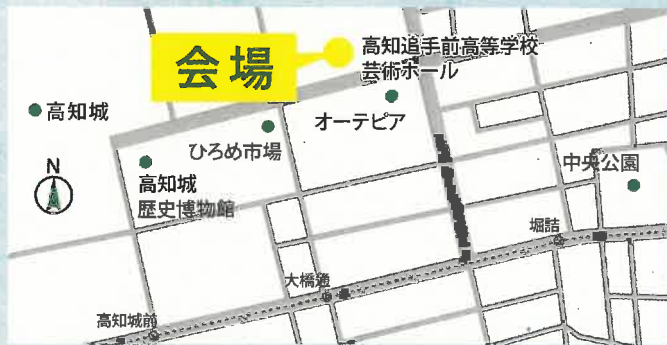 会場
高知追手前高等学校
芸術ホール
高知城
オーテピア
ひろめ市場
中央公園
N
高知城
歴史博物館
堀詰
大橋通
高知城前